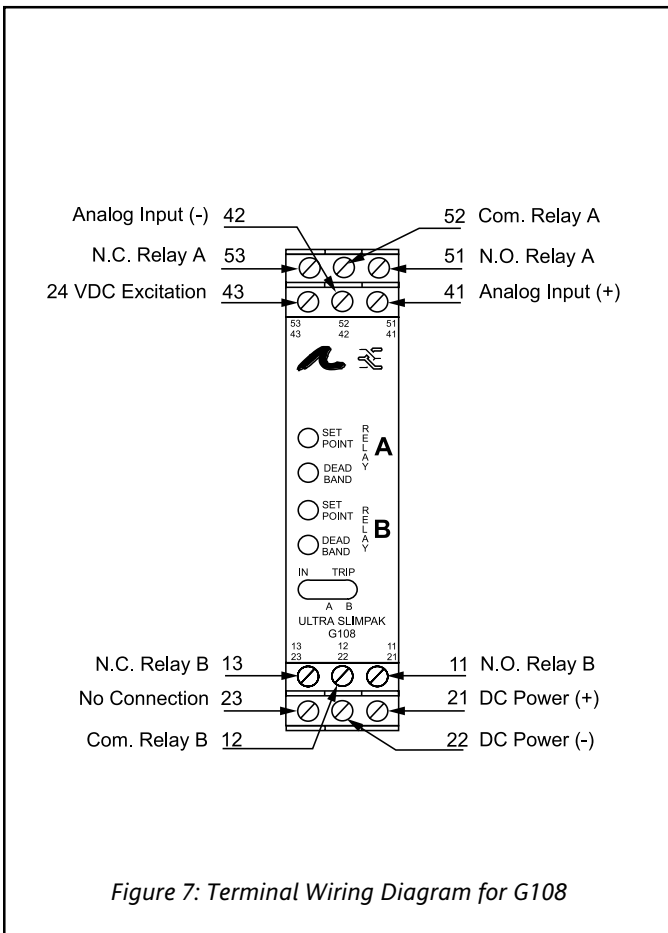 Analog Input (-) 42
52 Com. Relay A
N.C. Relay A 53
51 N.O. Relay A
24 VDC Excitation 43
41 Analog Input (+)
53 52 51
43 42 41
SET POINT
DEAD BAND
RELAY
A
SET POINT
DEAD BAND
RELAY
B
IN TRIP
A B
ULTRA SLIMPAK
G108
13 12 11
23 22 21
N.C. Relay B 13
11 N.O. Relay B
No Connection 23
21 DC Power (+)
Com. Relay B 12
22 DC Power (-)
Figure 7: Terminal Wiring Diagram for G108